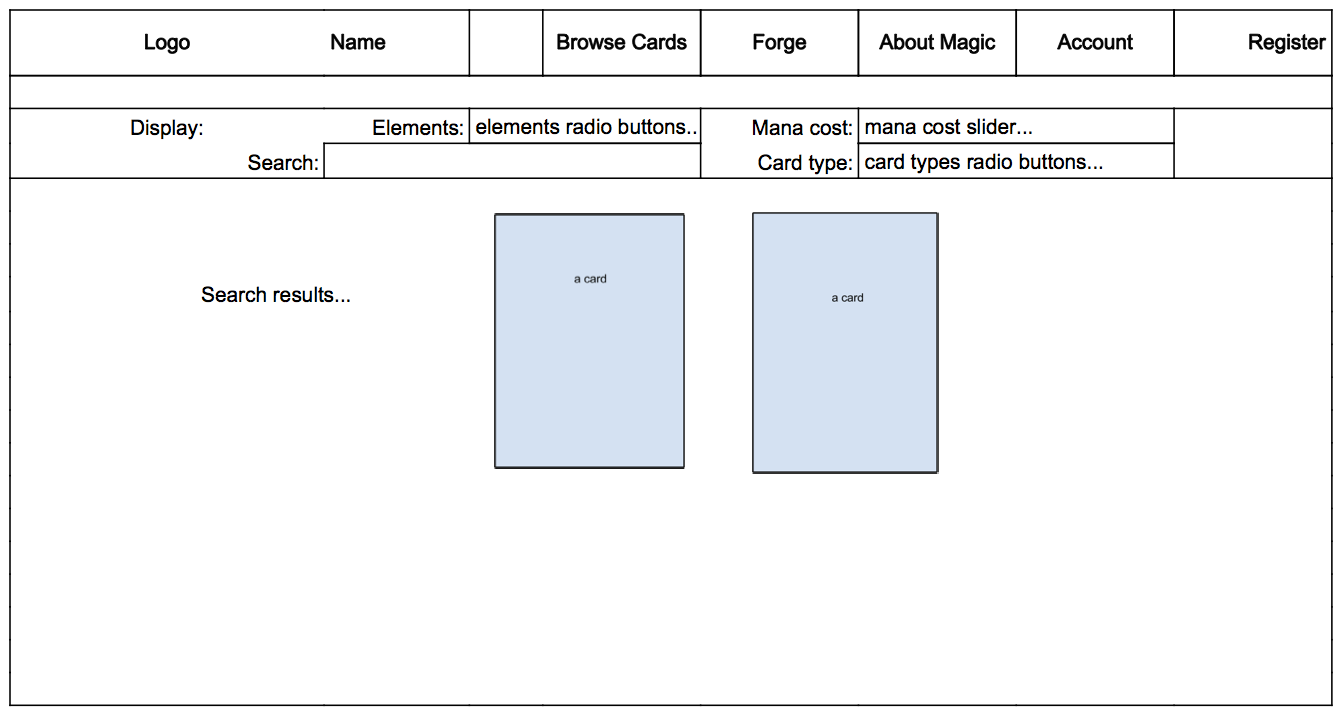 Logo Name Browse Cards Forge About Magic Account Register
Display: Elements: elements radio buttons.. Mana cost: mana cost slider...
Search: Card type: card types radio buttons...
a card
a card
Search results...